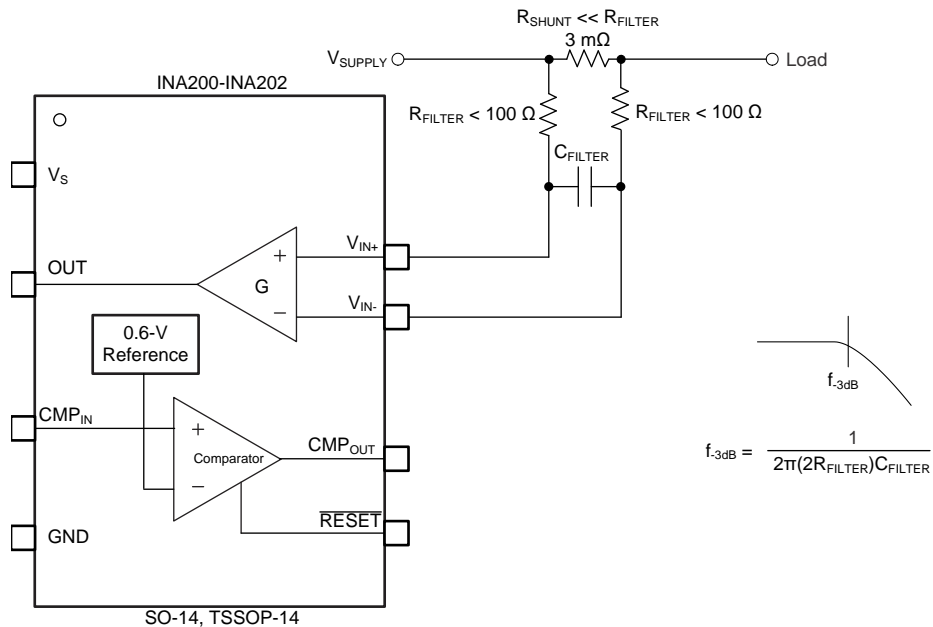 R_SHUNT << R_FILTER
3 mΩ
V_SUPPLY
Load
INA200-INA202
R_FILTER < 100 Ω
R_FILTER < 100 Ω
C_FILTER
V_S
V_IN+
+
OUT
G
V_IN-
−
0.6-V
Reference
f_-3dB
CMP_IN
+
CMP_OUT
Comparator
f_-3dB = 1 / 2π(2R_FILTER)C_FILTER
−
RESET
GND
SO-14, TSSOP-14